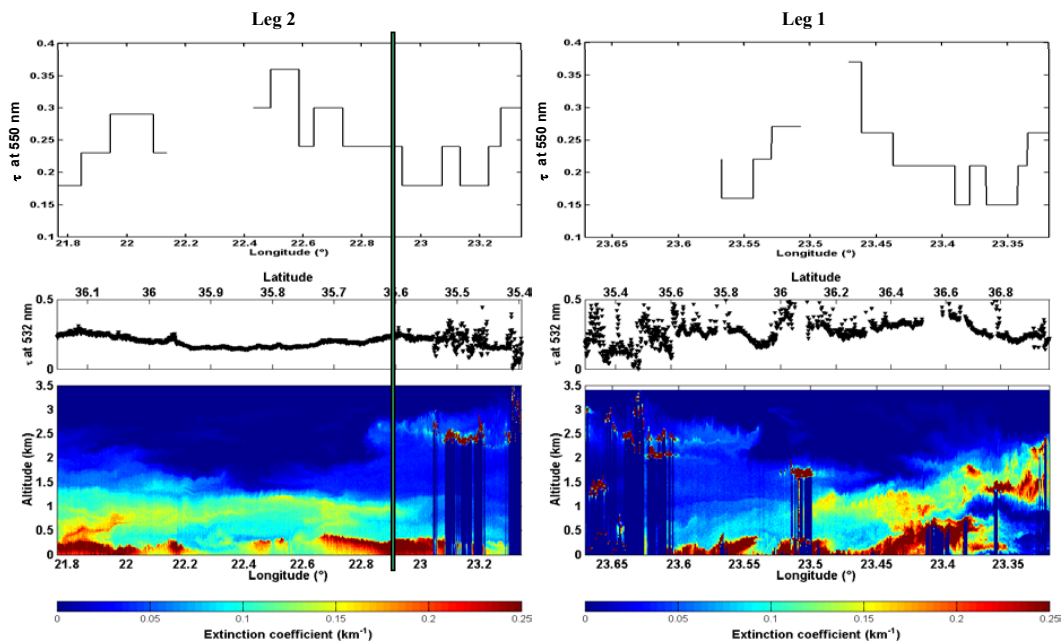 Leg 2
Leg 1
0.4
0.35
0.3
0.25
0.2
0.15
0.1
τ at 550 nm
21.8 22 22.2 22.4 22.6 22.8 23 23.2
Longitude (°)
0.4
0.35
0.3
0.25
0.2
0.15
0.1
τ at 550 nm
23.65 23.6 23.55 23.5 23.45 23.4 23.35
Longitude (°)
Latitude
36.1 36 35.9 35.8 35.7 35.6 35.5 35.4
0.5
0
τ at 532 nm
Latitude
35.4 35.6 35.8 36 36.2 36.4 36.6 36.8
0.5
0
τ at 532 nm
3.5
3
2.5
2
1.5
1
0.5
0
Altitude (km)
21.8 22 22.2 22.4 22.6 22.8 23 23.2
Longitude (°)
3.5
3
2.5
2
1.5
1
0.5
0
Altitude (km)
23.65 23.6 23.55 23.5 23.45 23.4 23.35
Longitude (°)
0 0.05 0.1 0.15 0.2 0.25
Extinction coefficient (km⁻¹)
0 0.05 0.1 0.15 0.2 0.25
Extinction coefficient (km⁻¹)